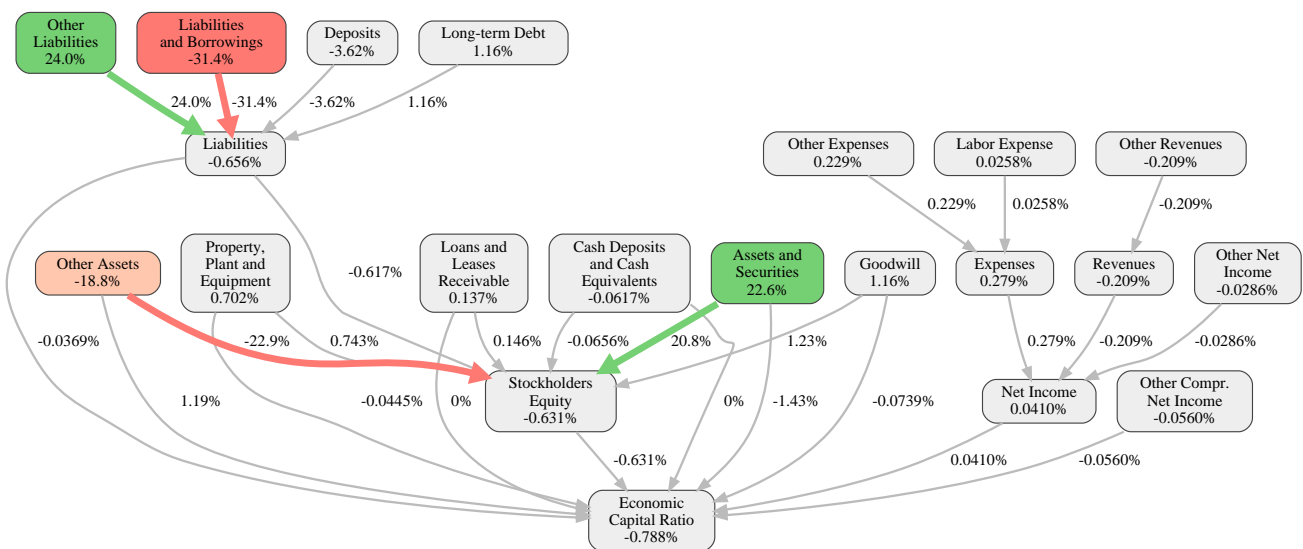 Other
Liabilities
24.0%
Liabilities
and Borrowings
-31.4%
Deposits
-3.62%
Long-term Debt
1.16%
24.0%
-31.4%
-3.62%
1.16%
Liabilities
-0.656%
Other Expenses
0.229%
Labor Expense
0.0258%
Other Revenues
-0.209%
0.229%
0.0258%
-0.209%
Other Assets
-18.8%
Property,
Plant and
Equipment
0.702%
-0.617%
Loans and
Leases
Receivable
0.137%
Cash Deposits
and Cash
Equivalents
-0.0617%
Assets and
Securities
22.6%
Goodwill
1.16%
Expenses
0.279%
Revenues
-0.209%
Other Net
Income
-0.0286%
-0.0369%
-22.9%
0.743%
0.146%
-0.0656%
20.8%
1.23%
0.279%
-0.209%
-0.0286%
1.19%
-0.0445%
0%
Stockholders
Equity
-0.631%
0%
-1.43%
-0.0739%
Net Income
0.0410%
Other Compr.
Net Income
-0.0560%
-0.631%
0.0410%
-0.0560%
Economic
Capital Ratio
-0.788%